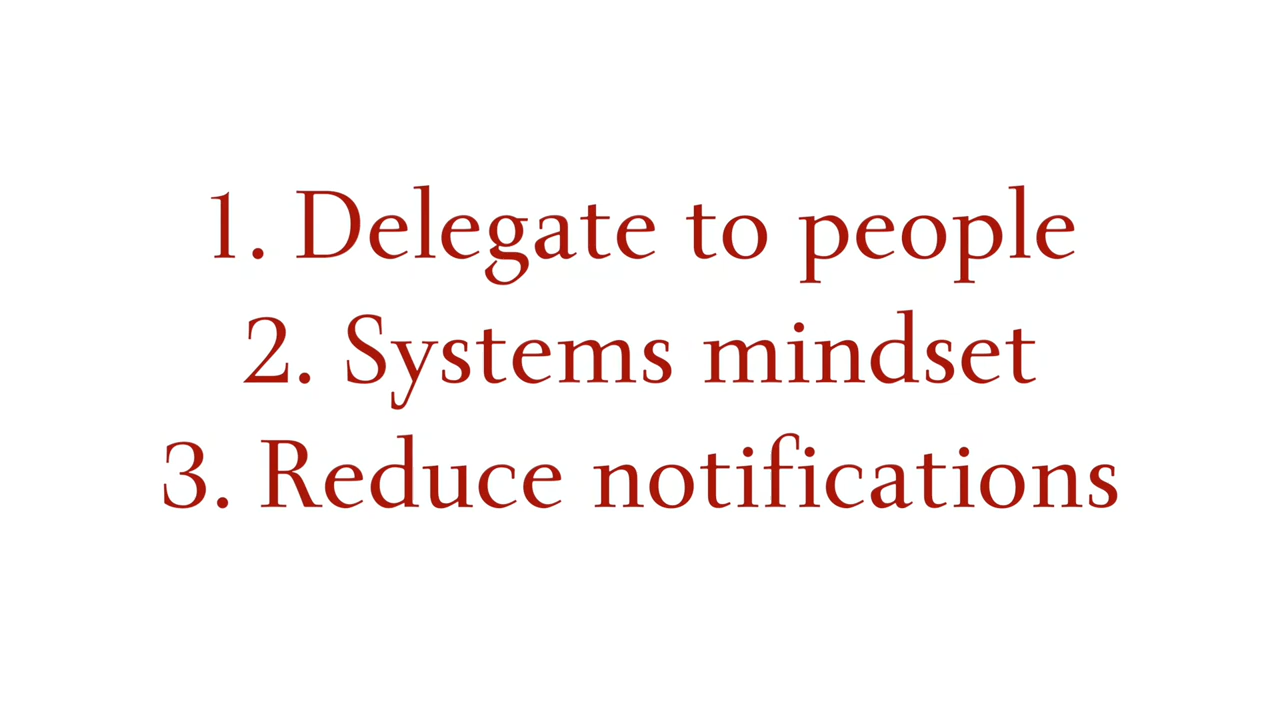 1. Delegate to people
2. Systems mindset
3. Reduce notifications